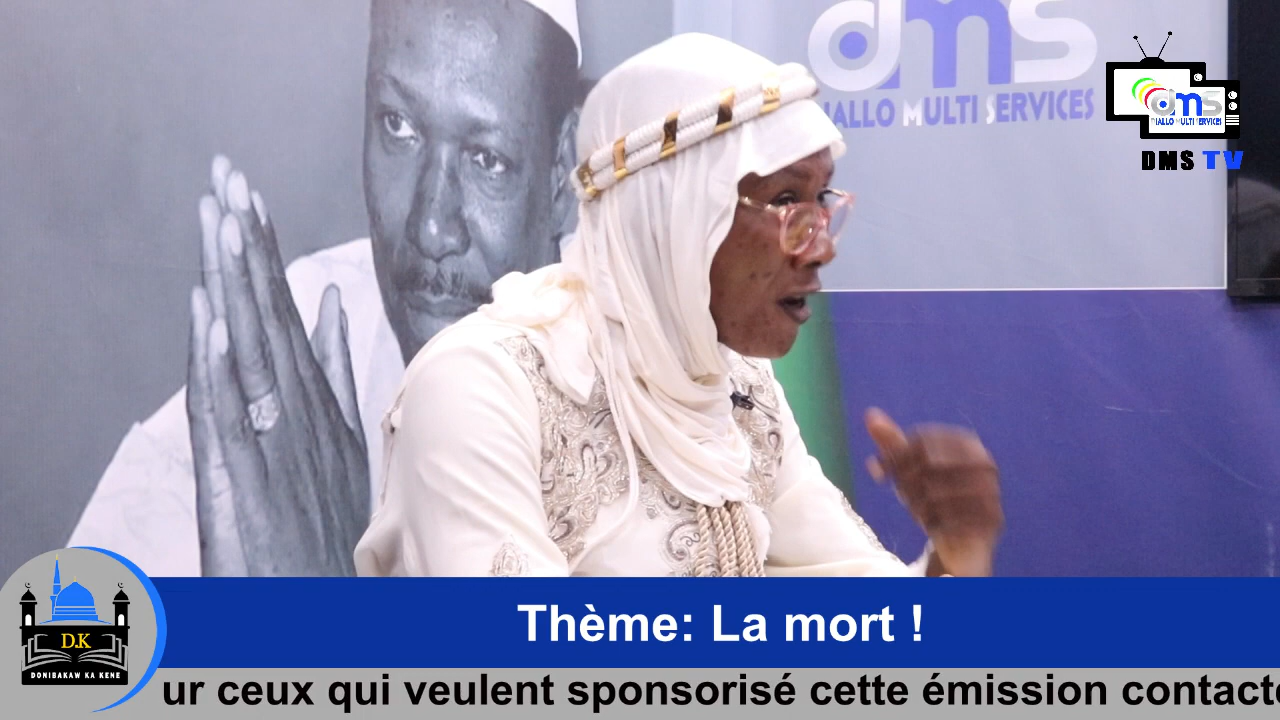 dms
DIALLO MULTI SERVICES
dms
DIALLO MULTI SERVICES
DMS TV
Thème: La mort !
D.K
DONIBAKAW KA KENE
ur ceux qui veulent sponsorisé cette émission contacte